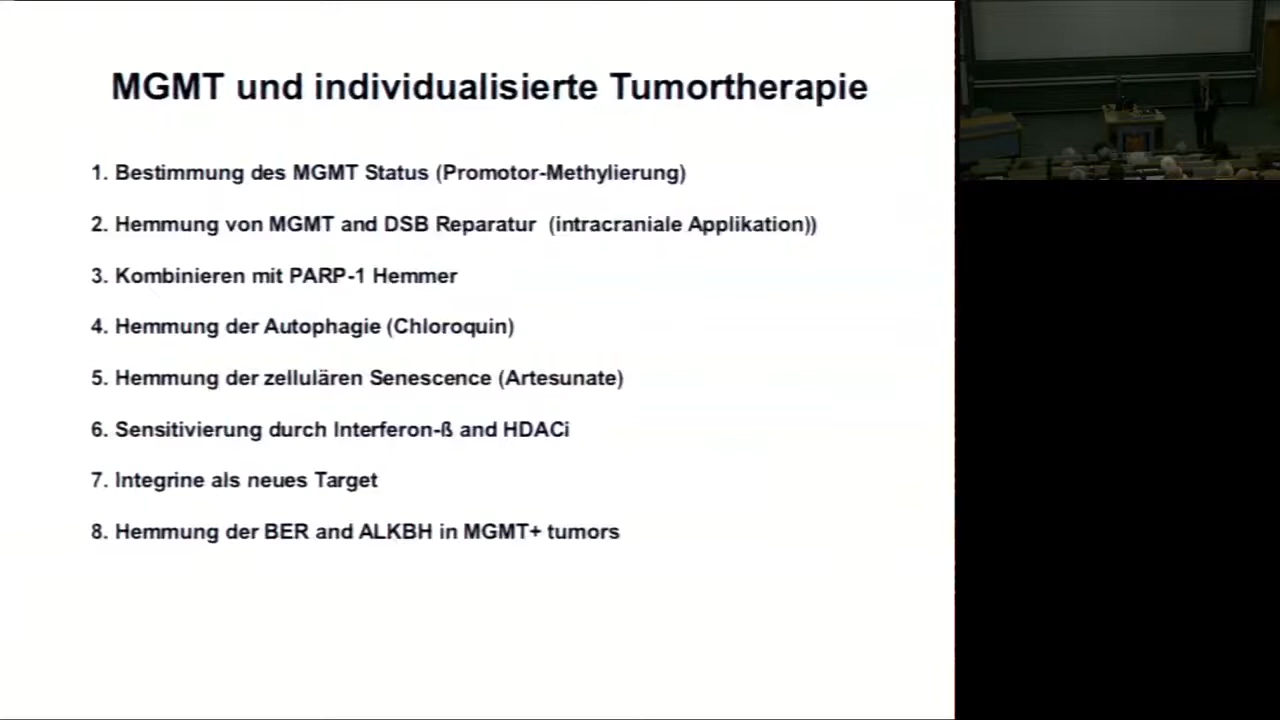 MGMT und individualisierte Tumortherapie
1. Bestimmung des MGMT Status (Promotor-Methylierung)
2. Hemmung von MGMT and DSB Reparatur (intracraniale Applikation))
3. Kombinieren mit PARP-1 Hemmer
4. Hemmung der Autophagie (Chloroquin)
5. Hemmung der zellulären Senescence (Artesunate)
6. Sensitivierung durch Interferon-ß and HDACi
7. Integrine als neues Target
8. Hemmung der BER and ALKBH in MGMT+ tumors